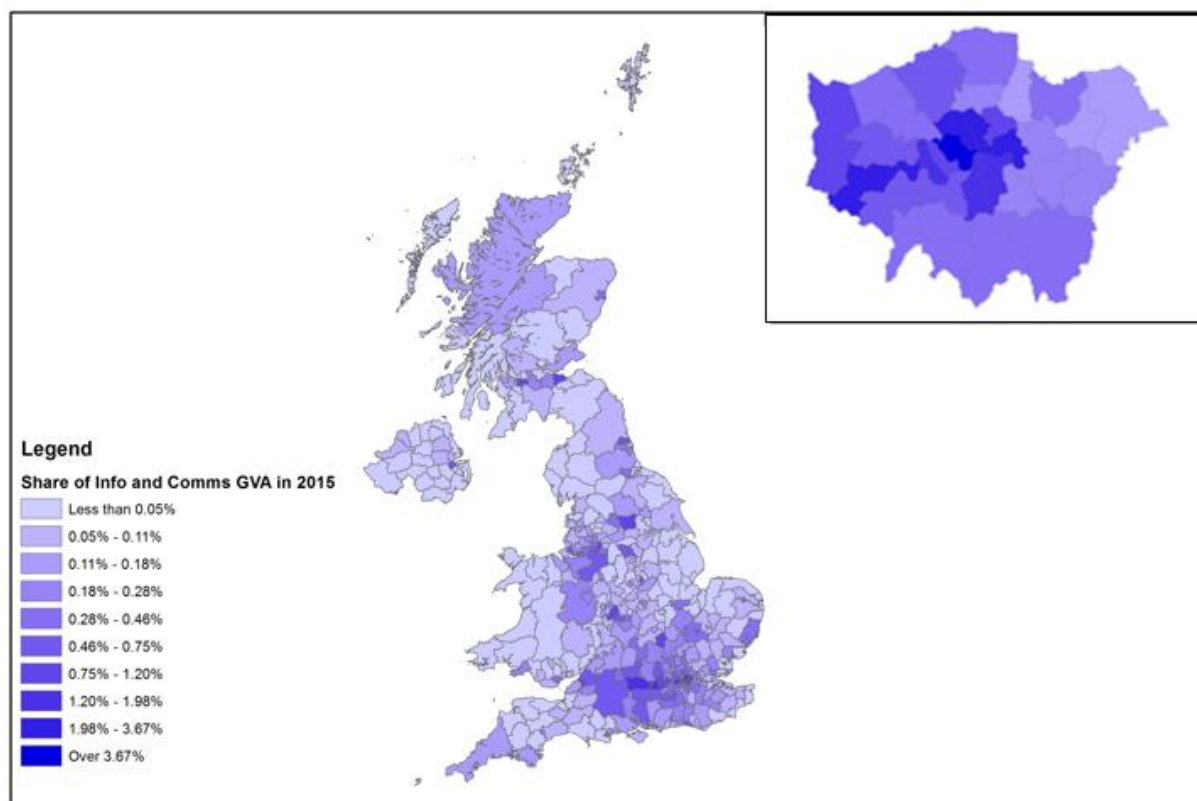 Legend
Share of Info and Comms GVA in 2015
Less than 0.05%
0.05% - 0.11%
0.11% - 0.18%
0.18% - 0.28%
0.28% - 0.46%
0.46% - 0.75%
0.75% - 1.20%
1.20% - 1.98%
1.98% - 3.67%
Over 3.67%